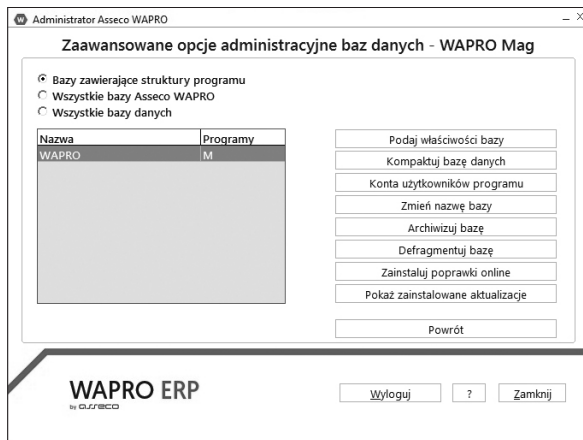 Administrator Asseco WAPRO
Zaawansowane opcje administracyjne baz danych - WAPRO Mag
Bazy zawierające struktury programu
Wszystkie bazy Asseco WAPRO
Wszystkie bazy danych
Nazwa Programy
WAPRO M
Podaj właściwości bazy
Kompaktuj bazę danych
Konta użytkowników programu
Zmień nazwę bazy
Archiwizuj bazę
Defragmentuj bazę
Zainstaluj poprawki online
Pokaż zainstalowane aktualizacje
Powrót
WAPRO ERP
by asseco
Wyloguj ? Zamknij